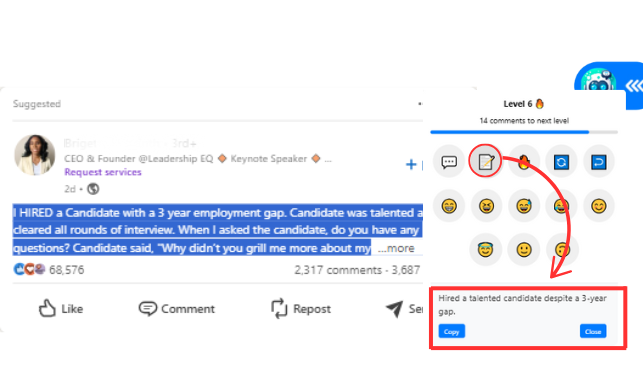 Suggested
3rd+
CEO & Founder @Leadership EQ 🔶 Keynote Speaker 🔶 ...
Request services
2d •
I HIRED a Candidate with a 3 year employment gap. Candidate was talented a
cleared all rounds of interview. When I asked the candidate, do you have any
questions? Candidate said, "Why didn't you grill me more about my ...more
68,576
2,317 comments · 3,687
Like
Comment
Repost
Se
Level 6 🔥
14 comments to next level
Hired a talented candidate despite a 3-year
gap.
Copy
Close